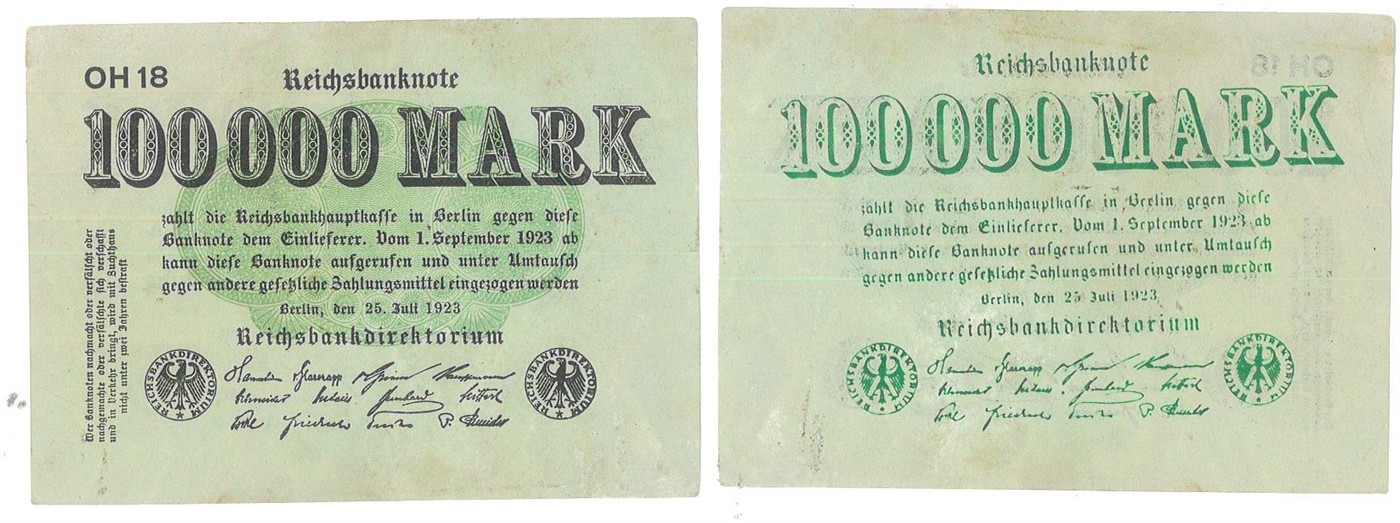 OH 18
Reichsbanknote
100000 MARK
zahlt die Reichsbankhauptkasse in Berlin gegen diese
Banknote dem Einlieferer. Vom 1. September 1923 ab
kann diese Banknote aufgerufen und unter Umtausch
gegen andere gesetzliche Zahlungsmittel eingezogen werden
Berlin, den 25. Juli 1923
Reichsbankdirektorium
REICHSBANKDIREKTORIUM
REICHSBANKDIREKTORIUM
Wer Banknoten nachmacht oder verfälscht oder
nachgemachte oder verfälschte sich verschafft
und in Verkehr bringt, wird mit Zuchthaus
nicht unter zwei Jahren bestraft
Reichsbanknote
OH 18
100000 MARK
zahlt die Reichsbankhauptkasse in Berlin gegen diese
Banknote dem Einlieferer. Vom 1. September 1923 ab
kann diese Banknote aufgerufen und unter Umtausch
gegen andere gesetzliche Zahlungsmittel eingezogen werden
Berlin, den 25 Juli 1923
Reichsbankdirektorium
REICHSBANKDIREKTORIUM
REICHSBANKDIREKTORIUM